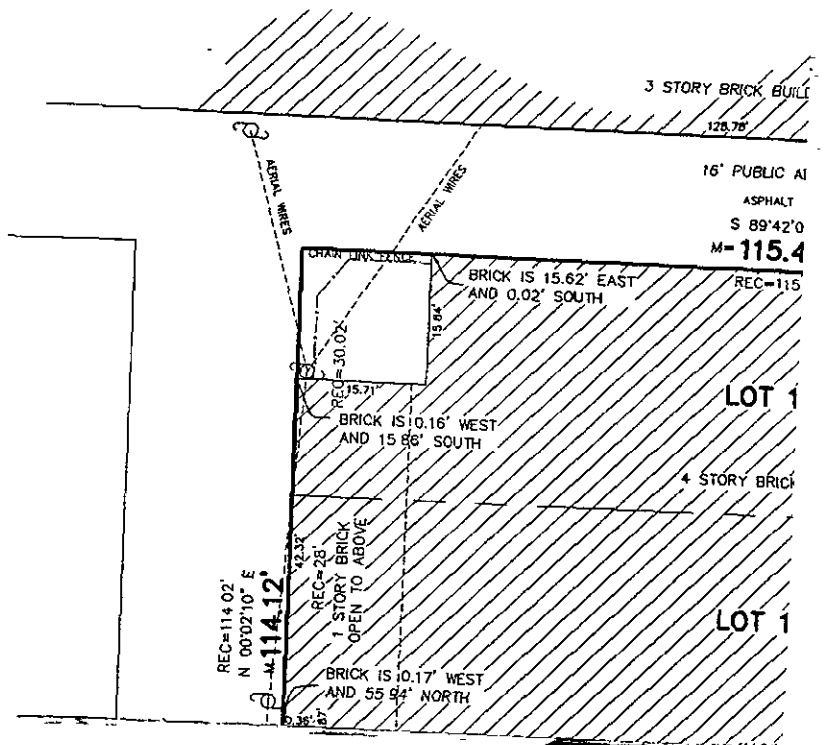 3 STORY BRICK BUILD
128.78'
16' PUBLIC Al
ASPHALT
S 89°42'0
M=115.4
REC=115
AERIAL WIRES
AERIAL WIRES
CHAIN LINK FENCE
BRICK IS 15.62' EAST
AND 0.02' SOUTH
15.84'
REC=30.02'
15.71'
BRICK IS 0.16' WEST
AND 15.86' SOUTH
LOT 1
4 STORY BRICK
42.32'
REC=28'
1 STORY BRICK
OPEN TO ABOVE
REC=114.02'
N 00°02'10" E
M=114.12'
LOT 1
BRICK IS 0.17' WEST
AND 55.94' NORTH
0.36'